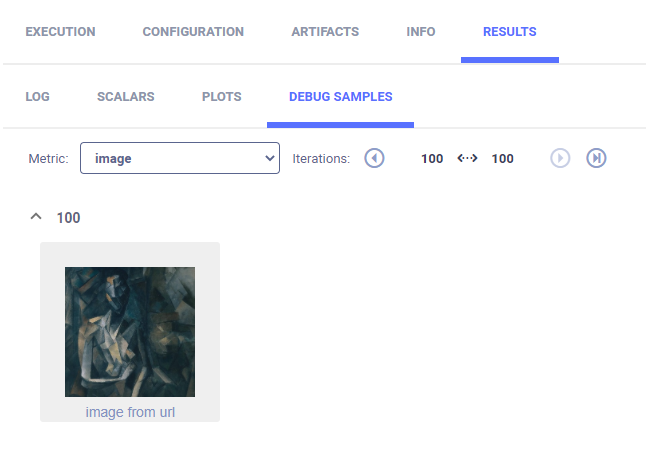 EXECUTION CONFIGURATION ARTIFACTS INFO RESULTS
LOG SCALARS PLOTS DEBUG SAMPLES
Metric: image Iterations: 100 <··> 100
100
image from url